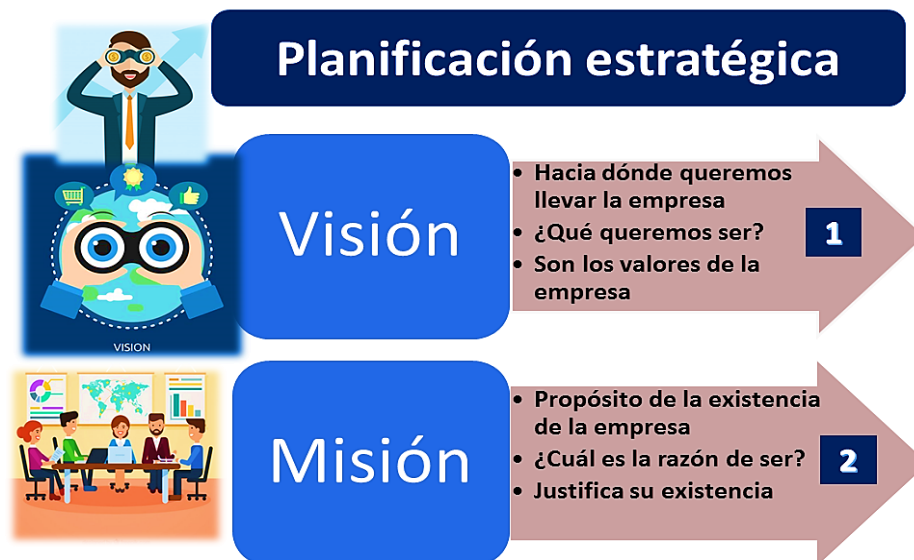 Planificación estratégica
Visión
• Hacia dónde queremos
llevar la empresa
• ¿Qué queremos ser?
• Son los valores de la
empresa
1
VISION
Misión
• Propósito de la existencia
de la empresa
• ¿Cuál es la razón de ser?
• Justifica su existencia
2